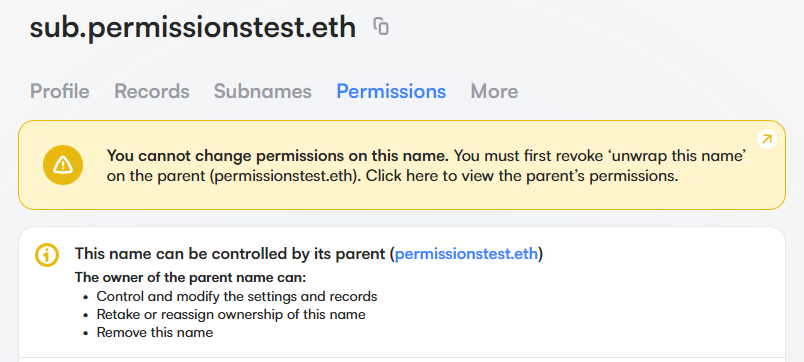 sub.permissionstest.eth
Profile Records Subnames Permissions More
You cannot change permissions on this name. You must first revoke ‘unwrap this name’
on the parent (permissionstest.eth). Click here to view the parent’s permissions.
This name can be controlled by its parent (permissionstest.eth)
The owner of the parent name can:
• Control and modify the settings and records
• Retake or reassign ownership of this name
• Remove this name